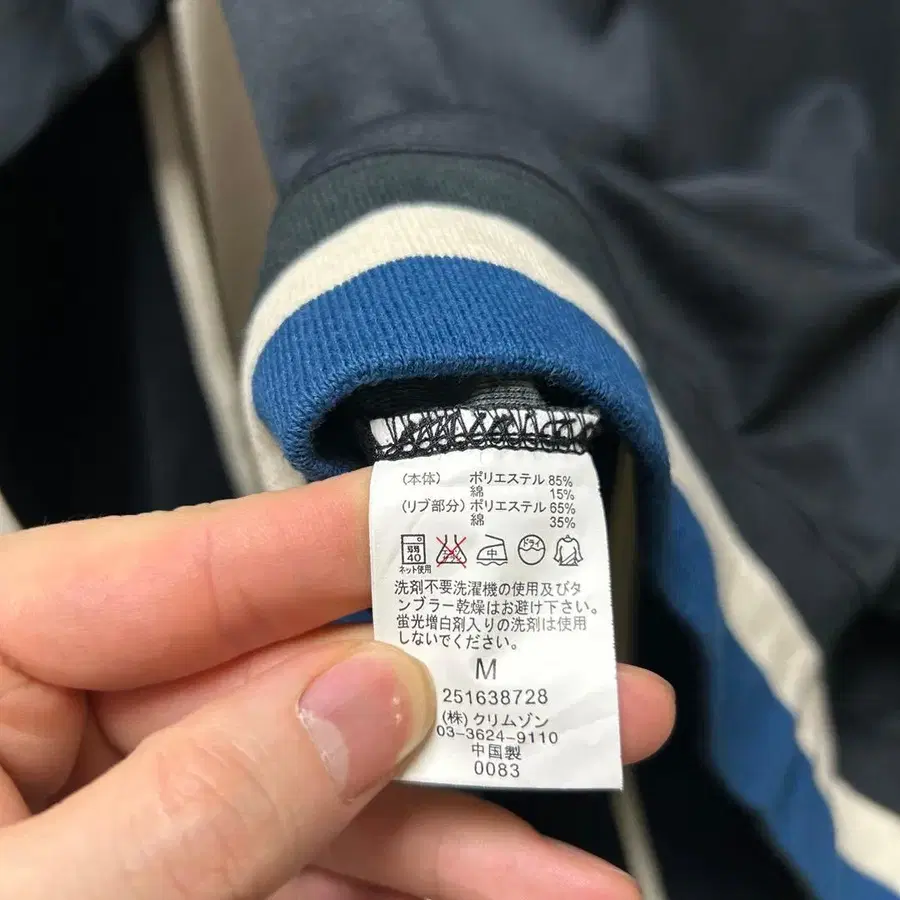 (本体) ポリエステル 85%
綿 15%
(リブ部分) ポリエステル 65%
綿 35%
40 中 ドライ
ネット使用
洗剤不要洗濯機の使用及びタ
ンブラー乾燥はお避け下さい。
蛍光増白剤入りの洗剤は使用
しないでください。
M
251638728
(株) クリムゾン
03-3624-9110
中国製
0083